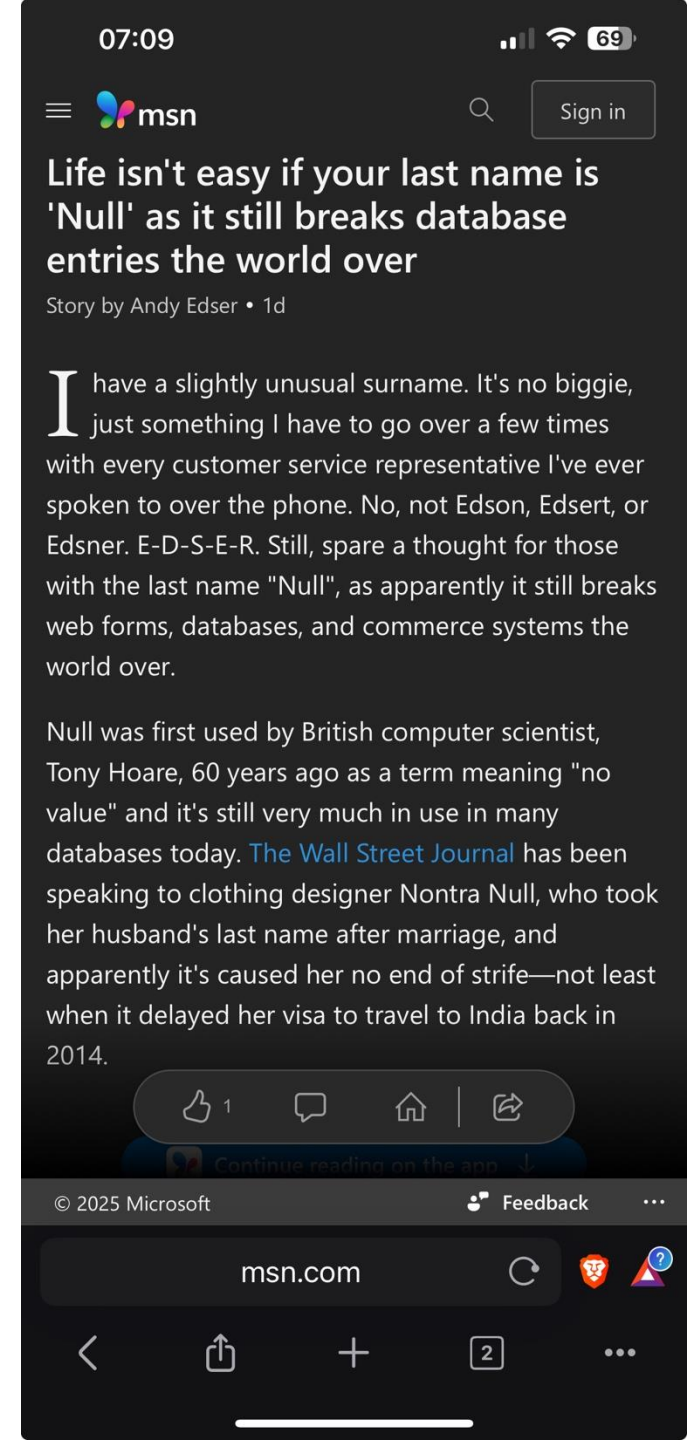 07:09
69
msn
Sign in
Life isn't easy if your last name is
'Null' as it still breaks database
entries the world over
Story by Andy Edser • 1d
I have a slightly unusual surname. It's no biggie,
just something I have to go over a few times
with every customer service representative I've ever
spoken to over the phone. No, not Edson, Edsert, or
Edsner. E-D-S-E-R. Still, spare a thought for those
with the last name "Null", as apparently it still breaks
web forms, databases, and commerce systems the
world over.
Null was first used by British computer scientist,
Tony Hoare, 60 years ago as a term meaning "no
value" and it's still very much in use in many
databases today. The Wall Street Journal has been
speaking to clothing designer Nontra Null, who took
her husband's last name after marriage, and
apparently it's caused her no end of strife—not least
when it delayed her visa to travel to India back in
2014.
1
Continue reading on the app
© 2025 Microsoft
Feedback
...
msn.com
?
2